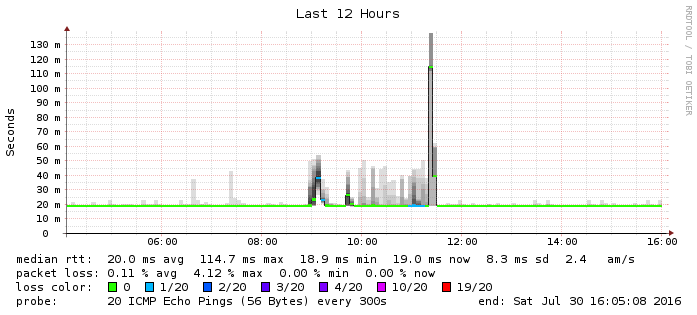 Last 12 Hours
RRDTOOL / TOBI OETIKER
Seconds
130 m
120 m
110 m
100 m
90 m
80 m
70 m
60 m
50 m
40 m
30 m
20 m
10 m
0
06:00 08:00 10:00 12:00 14:00 16:00
median rtt: 20.0 ms avg 114.7 ms max 18.9 ms min 19.0 ms now 8.3 ms sd 2.4 am/s
packet loss: 0.11 % avg 4.12 % max 0.00 % min 0.00 % now
loss color: 0 1/20 2/20 3/20 4/20 10/20 19/20
probe: 20 ICMP Echo Pings (56 Bytes) every 300s end: Sat Jul 30 16:05:08 2016